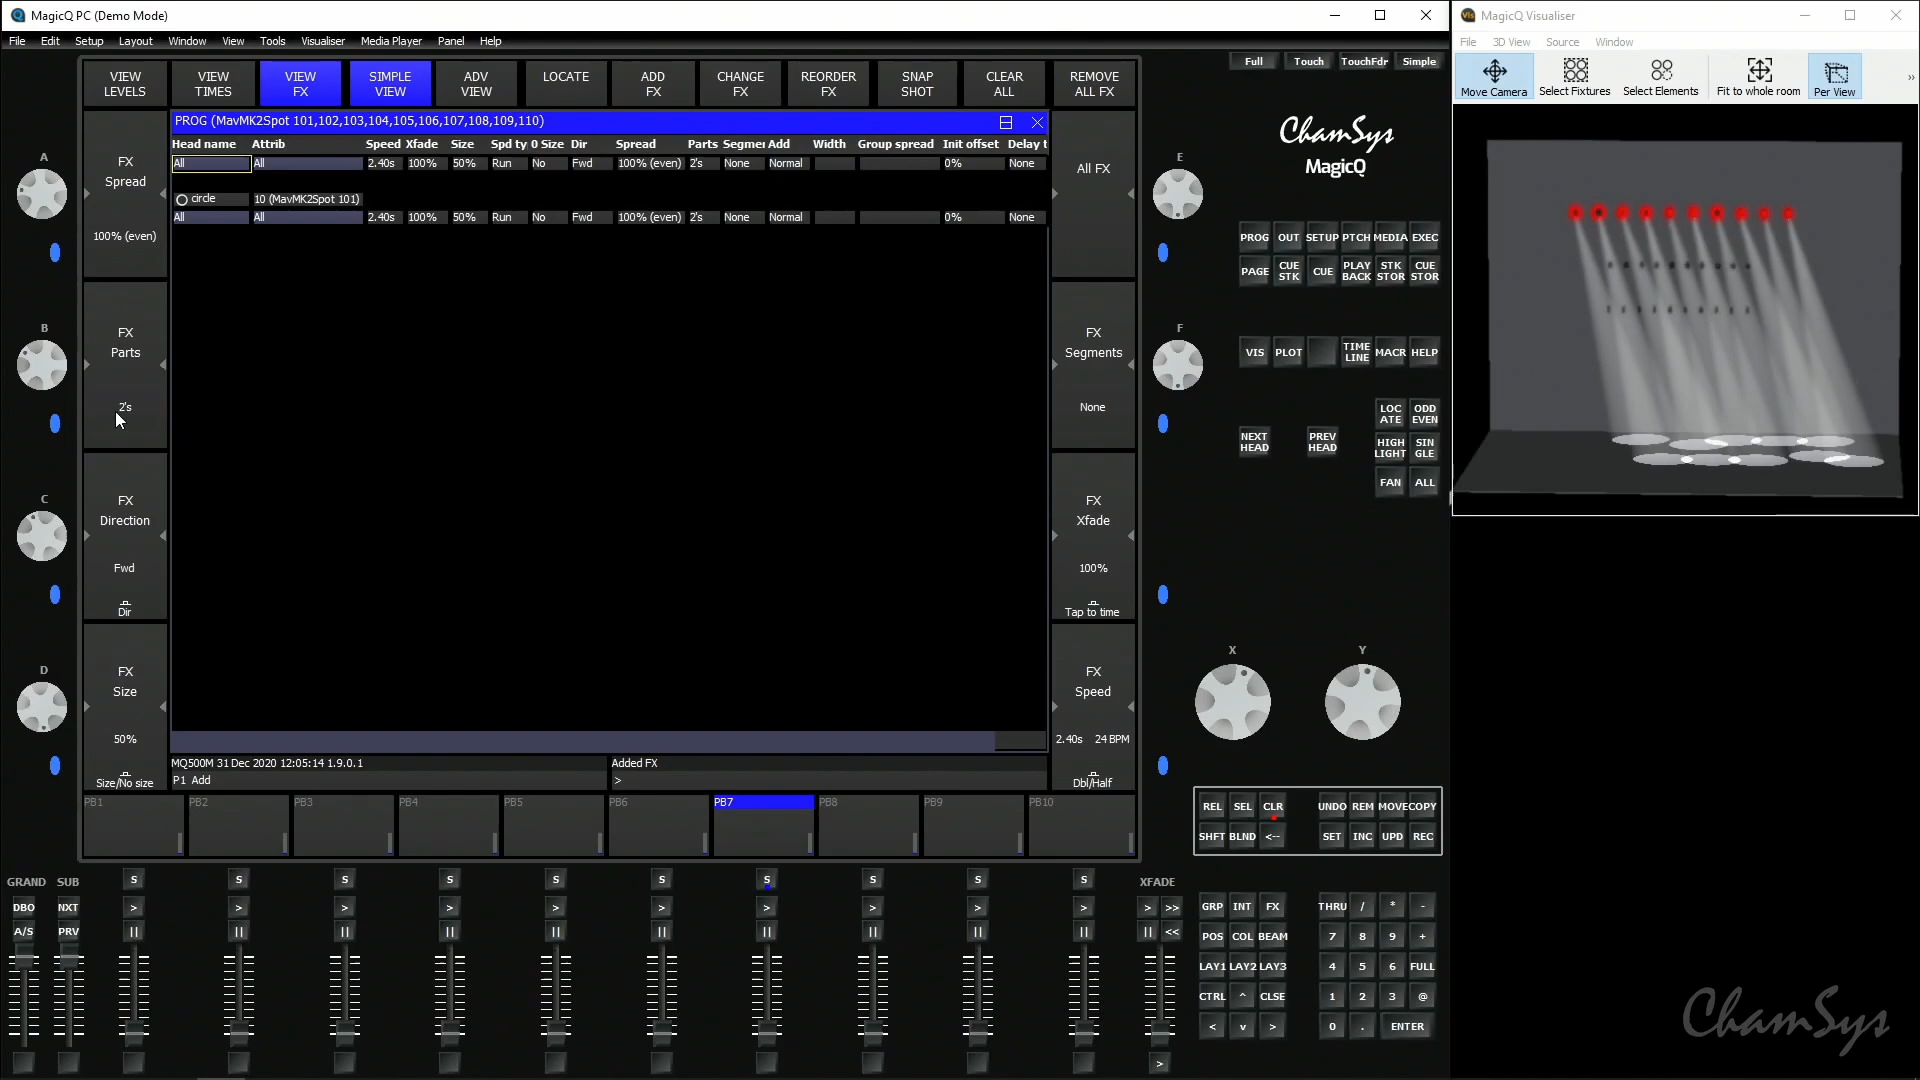 MagicQ PC (Demo Mode)
File Edit Setup Layout Window View Tools Visualiser Media Player Panel Help
VIEW LEVELS
VIEW TIMES
VIEW FX
SIMPLE VIEW
ADV VIEW
LOCATE
ADD FX
CHANGE FX
REORDER FX
SNAP SHOT
CLEAR ALL
REMOVE ALL FX
PROG (MavMK2Spot 101,102,103,104,105,106,107,108,109,110)
Head name Attrib Speed Xfade Size Spd ty 0 Size Dir Spread Parts Segmer Add Width Group spread Init offset Delay t
All All 2.40s 100% 50% Run No Fwd 100% (even) 2's None Normal 0% None
circle 10 (MavMK2Spot 101)
All All 2.40s 100% 50% Run No Fwd 100% (even) 2's None Normal 0% None
A
FX Spread
100% (even)
B
FX Parts
2's
C
FX Direction
Fwd
Dir
D
FX Size
50%
Size/No size
All FX
FX Segments
None
FX Xfade
100%
Tap to time
FX Speed
2.40s 24 BPM
Dbl/Half
E
F
MQ500M 31 Dec 2020 12:05:14 1.9.0.1
Added FX
P1 Add
>
PB1 PB2 PB3 PB4 PB5 PB6 PB7 PB8 PB9 PB10
GRAND SUB
DBO NXT
A/S PRV
S S S S S S S S S S
> > > > > > > > > >
II II II II II II II II II II
XFADE
> >>
II <<
>
Full Touch TouchFdr Simple
ChamSys
MagicQ
PROG OUT SETUP PTCH MEDIA EXEC
PAGE CUE STK CUE PLAY BACK STK STOR CUE STOR
VIS PLOT TIME LINE MACR HELP
LOC ATE ODD EVEN
NEXT HEAD PREV HEAD HIGH LIGHT SIN GLE
FAN ALL
X Y
REL SEL CLR UNDO REM MOVE COPY
SHFT BLND <-- SET INC UPD REC
GRP INT FX THRU / * -
POS COL BEAM 7 8 9 +
LAY1 LAY2 LAY3 4 5 6 FULL
CTRL ^ CLSE 1 2 3 @
< v > 0 . ENTER
MagicQ Visualiser
File 3D View Source Window
Move Camera Select Fixtures Select Elements Fit to whole room Per View
»
ChamSys